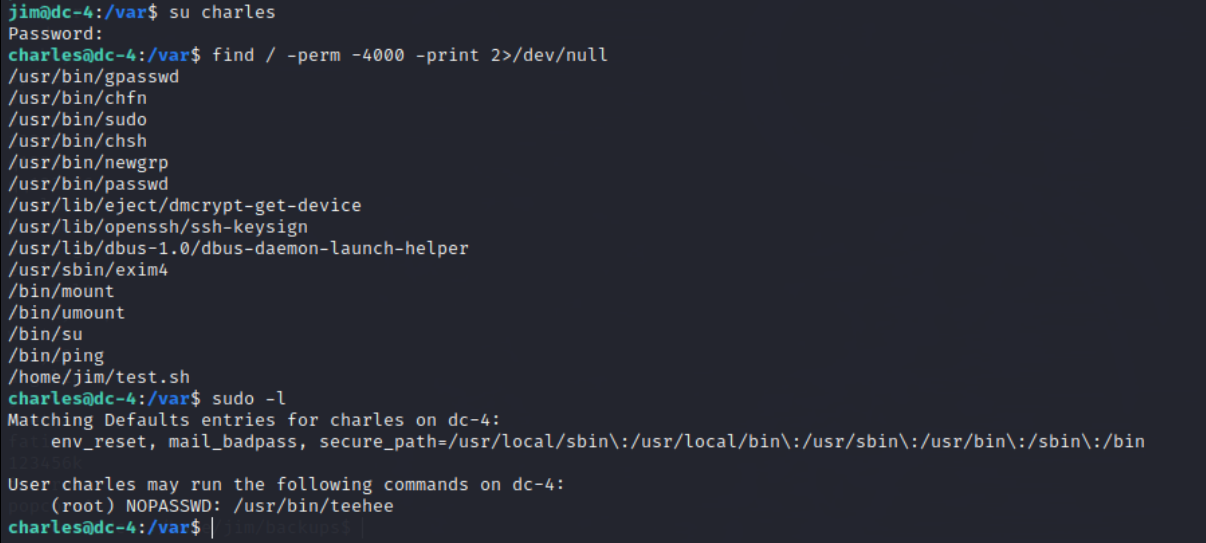 jim@dc-4:/var$ su charles
Password:
charles@dc-4:/var$ find / -perm -4000 -print 2>/dev/null
/usr/bin/gpasswd
/usr/bin/chfn
/usr/bin/sudo
/usr/bin/chsh
/usr/bin/newgrp
/usr/bin/passwd
/usr/lib/eject/dmcrypt-get-device
/usr/lib/openssh/ssh-keysign
/usr/lib/dbus-1.0/dbus-daemon-launch-helper
/usr/sbin/exim4
/bin/mount
/bin/umount
/bin/su
/bin/ping
/home/jim/test.sh
charles@dc-4:/var$ sudo -l
Matching Defaults entries for charles on dc-4:
env_reset, mail_badpass, secure_path=/usr/local/sbin\:/usr/local/bin\:/usr/sbin\:/usr/bin\:/sbin\:/bin
123456k
User charles may run the following commands on dc-4:
(root) NOPASSWD: /usr/bin/teehee
charles@dc-4:/var$ /jim/backups$